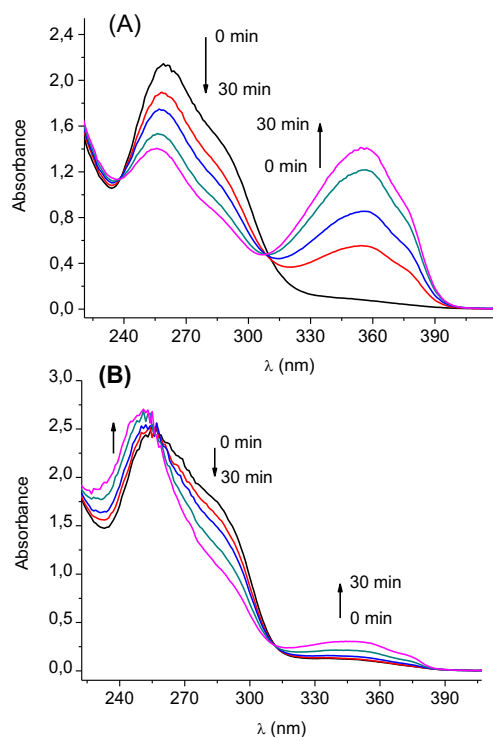 (A)
0 min
30 min
30 min
0 min
Absorbance
2,4
2,0
1,6
1,2
0,8
0,4
0,0
240 270 300 330 360 390
λ (nm)
(B)
0 min
30 min
30 min
0 min
Absorbance
3,0
2,5
2,0
1,5
1,0
0,5
0,0
240 270 300 330 360 390
λ (nm)